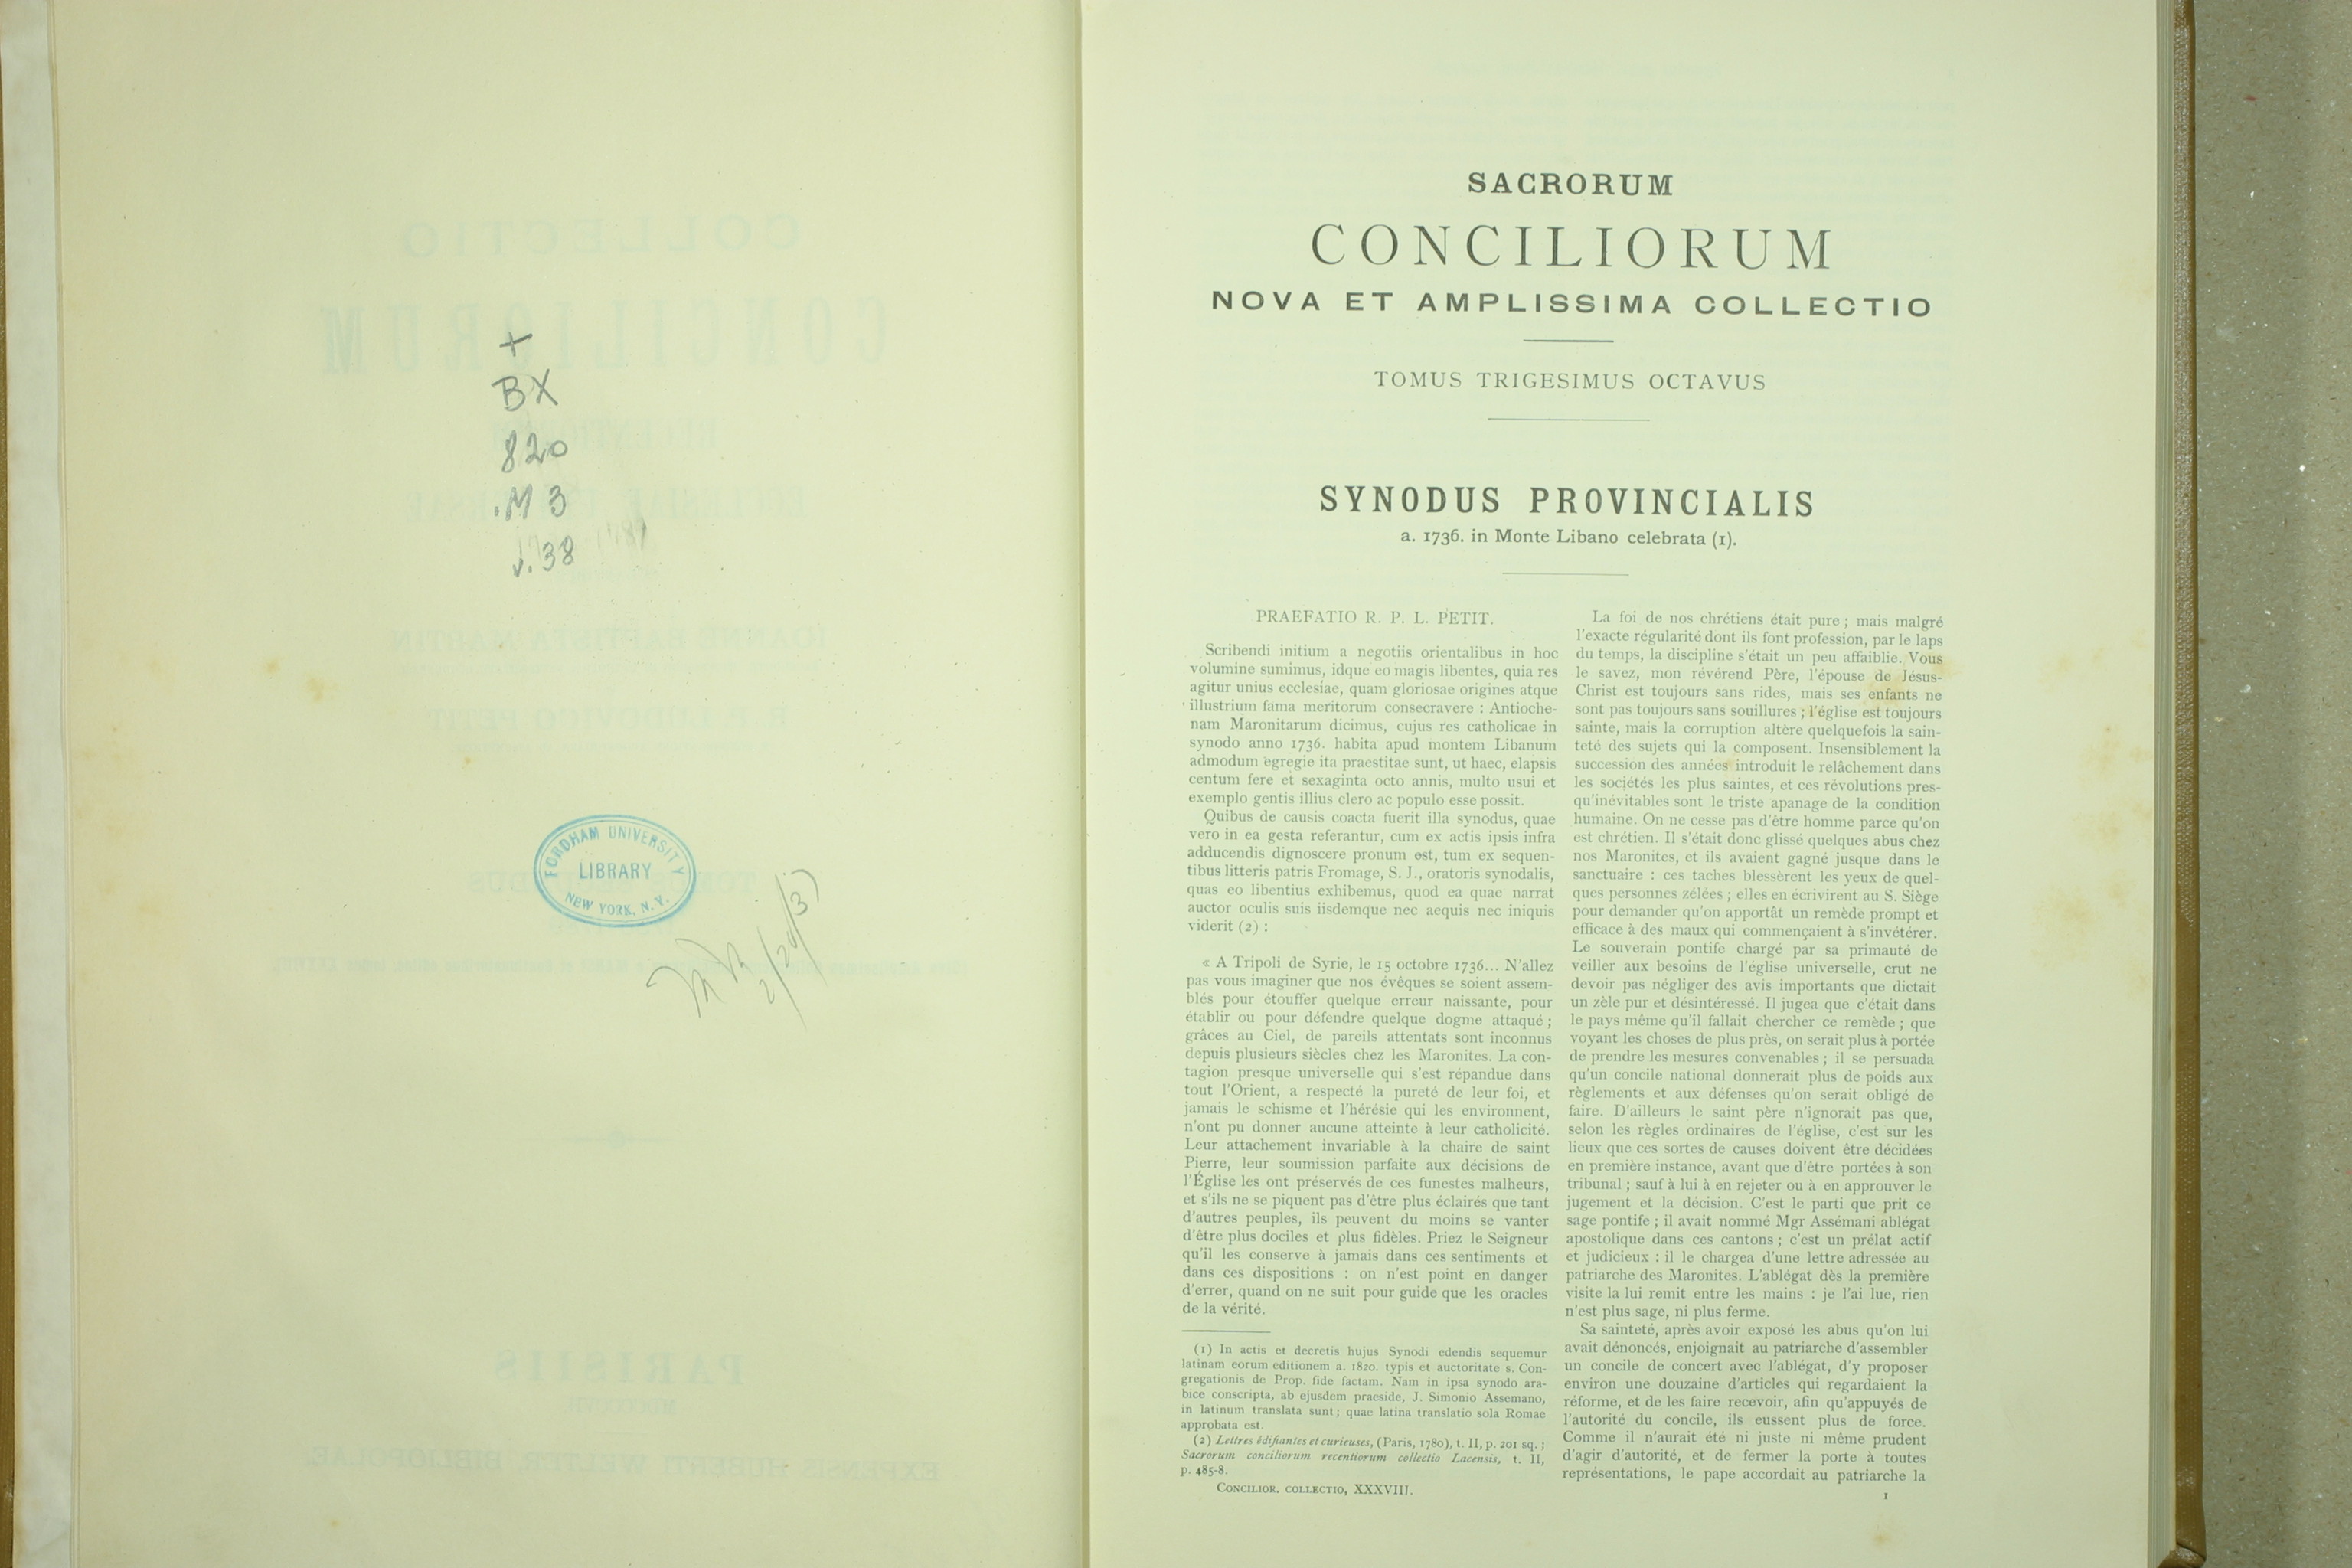 +
BX
820
.M3
v.38
FORDHAM UNIVERSITY
LIBRARY
NEW YORK, N.Y.
SACRORUM
CONCILIORUM
NOVA ET AMPLISSIMA COLLECTIO
TOMUS TRIGESIMUS OCTAVUS
SYNODUS PROVINCIALIS
a. 1736. in Monte Libano celebrata (1).
PRAEFATIO R. P. L. PETIT.
Scribendi initium a negotiis orientalibus in hoc
volumine sumimus, idque eo magis libentes, quia res
agitur unius ecclesiae, quam gloriosae origines atque
illustrium fama meritorum consecravere : Antioche-
nam Maronitarum dicimus, cujus res catholicae in
synodo anno 1736. habita apud montem Libanum
admodum egregie ita praestitae sunt, ut haec, elapsis
centum fere et sexaginta octo annis, multo usui et
exemplo gentis illius clero ac populo esse possit.
Quibus de causis coacta fuerit illa synodus, quae
vero in ea gesta referantur, cum ex actis ipsis infra
adducendis dignoscere pronum est, tum ex sequen-
tibus litteris patris Fromage, S. J., oratoris synodalis,
quas eo libentius exhibemus, quod ea quae narrat
auctor oculis suis iisdemque nec aequis nec iniquis
viderit (2) :
« A Tripoli de Syrie, le 15 octobre 1736... N'allez
pas vous imaginer que nos évêques se soient assem-
blés pour étouffer quelque erreur naissante, pour
établir ou pour défendre quelque dogme attaqué ;
grâces au Ciel, de pareils attentats sont inconnus
depuis plusieurs siècles chez les Maronites. La con-
tagion presque universelle qui s'est répandue dans
tout l'Orient, a respecté la pureté de leur foi, et
jamais le schisme et l'hérésie qui les environnent,
n'ont pu donner aucune atteinte à leur catholicité.
Leur attachement invariable à la chaire de saint
Pierre, leur soumission parfaite aux décisions de
l'Église les ont préservés de ces funestes malheurs,
et s'ils ne se piquent pas d'être plus éclairés que tant
d'autres peuples, ils peuvent du moins se vanter
d'être plus dociles et plus fidèles. Priez le Seigneur
qu'il les conserve à jamais dans ces sentiments et
dans ces dispositions : on n'est point en danger
d'errer, quand on ne suit pour guide que les oracles
de la vérité.
(1) In actis et decretis hujus Synodi edendis sequemur
latinam eorum editionem a. 1820. typis et auctoritate s. Con-
gregationis de Prop. fide factam. Nam in ipsa synodo ara-
bice conscripta, ab ejusdem praeside, J. Simonio Assemano,
in latinum translata sunt ; quae latina translatio sola Romae
approbata est.
(2) Lettres édifiantes et curieuses, (Paris, 1780), t. II, p. 201 sq. ;
Sacrorum conciliorum recentiorum collectio Lacensis, t. II,
p. 485-8.
CONCILIOR. COLLECTIO, XXXVIII.
La foi de nos chrétiens était pure ; mais malgré
l'exacte régularité dont ils font profession, par le laps
du temps, la discipline s'était un peu affaiblie. Vous
le savez, mon révérend Père, l'épouse de Jésus-
Christ est toujours sans rides, mais ses enfants ne
sont pas toujours sans souillures ; l'église est toujours
sainte, mais la corruption altère quelquefois la sain-
teté des sujets qui la composent. Insensiblement la
succession des années introduit le relâchement dans
les sociétés les plus saintes, et ces révolutions pres-
qu'inévitables sont le triste apanage de la condition
humaine. On ne cesse pas d'être homme parce qu'on
est chrétien. Il s'était donc glissé quelques abus chez
nos Maronites, et ils avaient gagné jusque dans le
sanctuaire : ces taches blessèrent les yeux de quel-
ques personnes zélées ; elles en écrivirent au S. Siège
pour demander qu'on apportât un remède prompt et
efficace à des maux qui commençaient à s'invétérer.
Le souverain pontife chargé par sa primauté de
veiller aux besoins de l'église universelle, crut ne
devoir pas négliger des avis importants que dictait
un zèle pur et désintéressé. Il jugea que c'était dans
le pays même qu'il fallait chercher ce remède ; que
voyant les choses de plus près, on serait plus à portée
de prendre les mesures convenables ; il se persuada
qu'un concile national donnerait plus de poids aux
règlements et aux défenses qu'on serait obligé de
faire. D'ailleurs le saint père n'ignorait pas que,
selon les règles ordinaires de l'église, c'est sur les
lieux que ces sortes de causes doivent être décidées
en première instance, avant que d'être portées à son
tribunal ; sauf à lui à en rejeter ou à en approuver le
jugement et la décision. C'est le parti que prit ce
sage pontife ; il avait nommé Mgr Assémani ablégat
apostolique dans ces cantons ; c'est un prélat actif
et judicieux : il le chargea d'une lettre adressée au
patriarche des Maronites. L'ablégat dès la première
visite la lui remit entre les mains : je l'ai lue, rien
n'est plus sage, ni plus ferme.
Sa sainteté, après avoir exposé les abus qu'on lui
avait dénoncés, enjoignait au patriarche d'assembler
un concile de concert avec l'ablégat, d'y proposer
environ une douzaine d'articles qui regardaient la
réforme, et de les faire recevoir, afin qu'appuyés de
l'autorité du concile, ils eussent plus de force.
Comme il n'aurait été ni juste ni même prudent
d'agir d'autorité, et de fermer la porte à toutes
représentations, le pape accordait au patriarche la
1